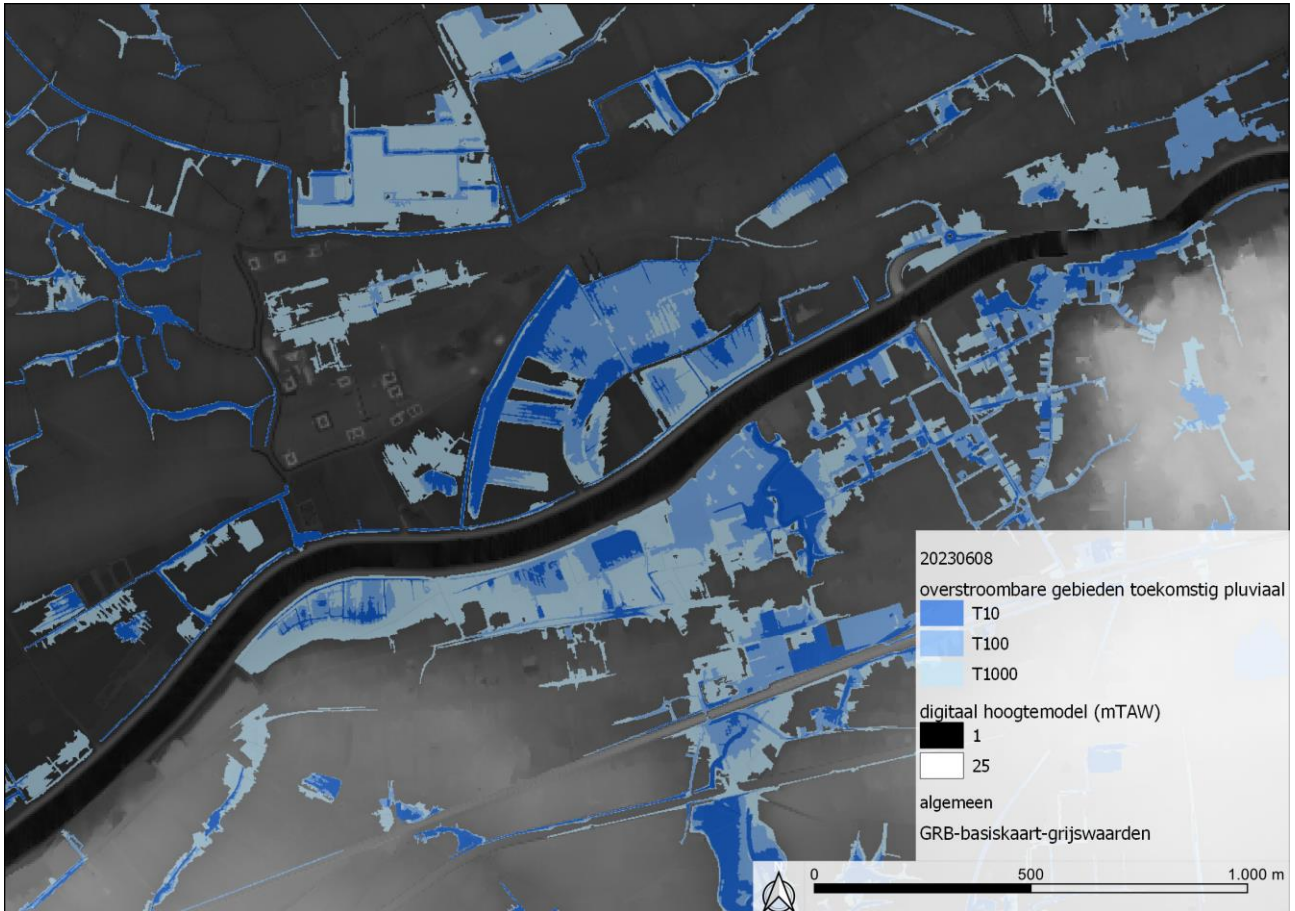 20230608
overstroombare gebieden toekomstig pluviaal
T10
T100
T1000
digitaal hoogtemodel (mTAW)
1
25
algemeen
GRB-basiskaart-grijswaarden
N
0 500 1.000 m